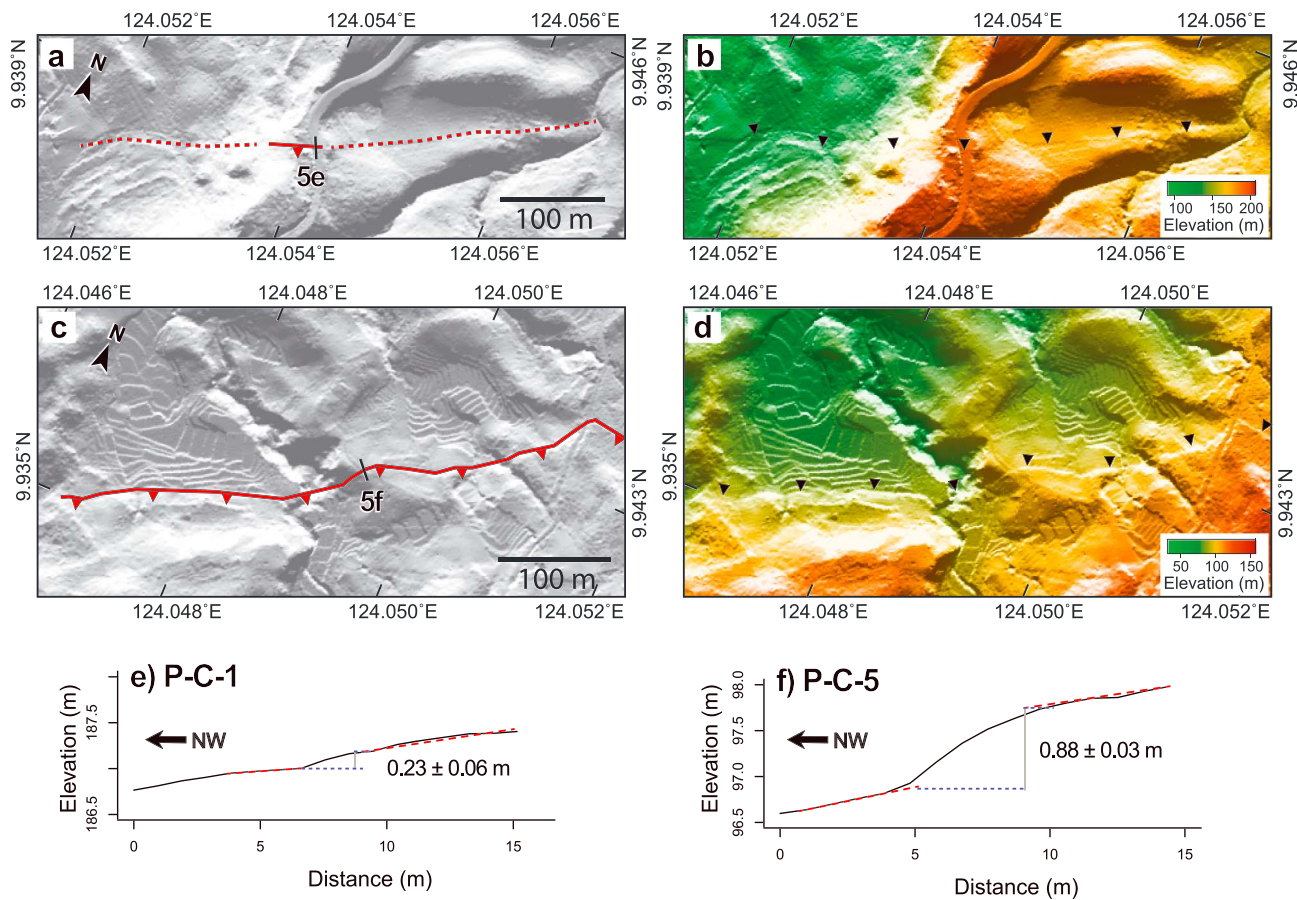 124.052°E
124.054°E
124.056°E
124.052°E
124.054°E
124.056°E
a
N
9.939°N
9.946°N
5e
100 m
124.052°E
124.054°E
124.056°E
b
9.939°N
9.946°N
100 150 200
Elevation (m)
124.052°E
124.054°E
124.056°E
124.046°E
124.048°E
124.050°E
124.046°E
124.048°E
124.050°E
c
N
9.935°N
9.943°N
5f
100 m
124.048°E
124.050°E
124.052°E
d
9.935°N
9.943°N
50 100 150
Elevation (m)
124.048°E
124.050°E
124.052°E
e) P-C-1
Elevation (m)
187.5
186.5
NW
0.23 ± 0.06 m
0 5 10 15
Distance (m)
f) P-C-5
Elevation (m)
98.0
97.5
97.0
96.5
NW
0.88 ± 0.03 m
0 5 10 15
Distance (m)